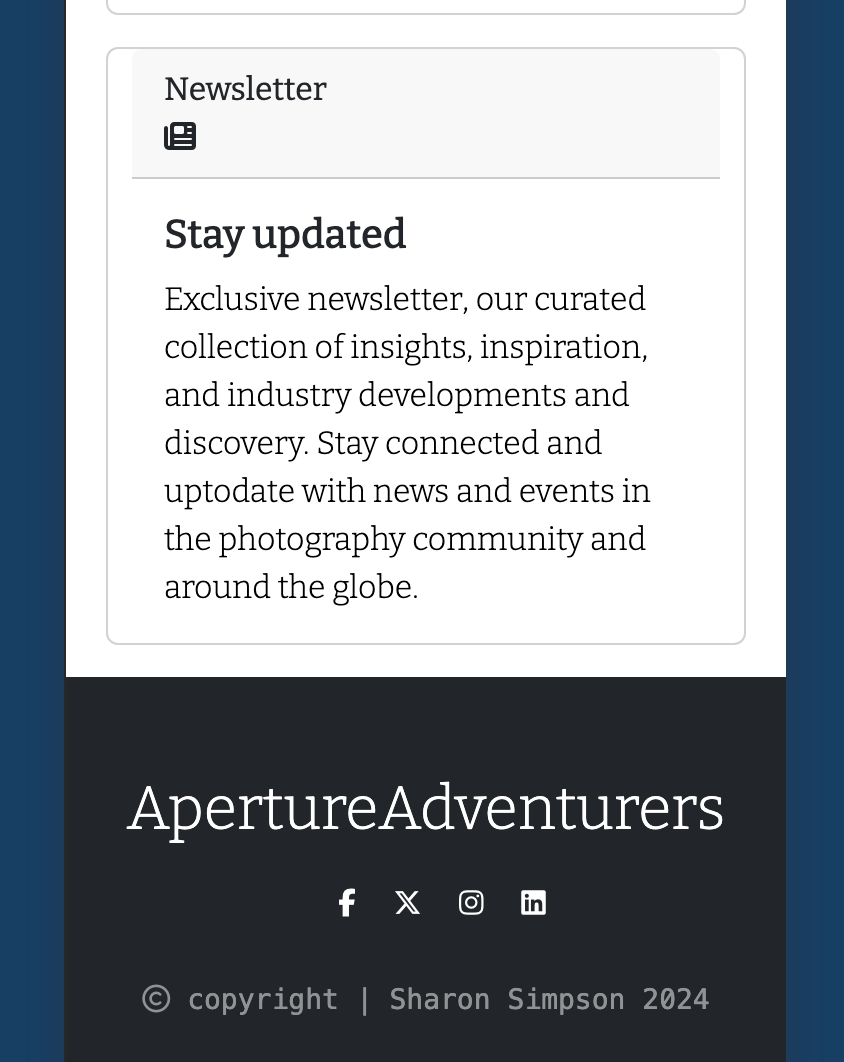 Newsletter
Stay updated
Exclusive newsletter, our curated
collection of insights, inspiration,
and industry developments and
discovery. Stay connected and
uptodate with news and events in
the photography community and
around the globe.
ApertureAdventurers
© copyright | Sharon Simpson 2024